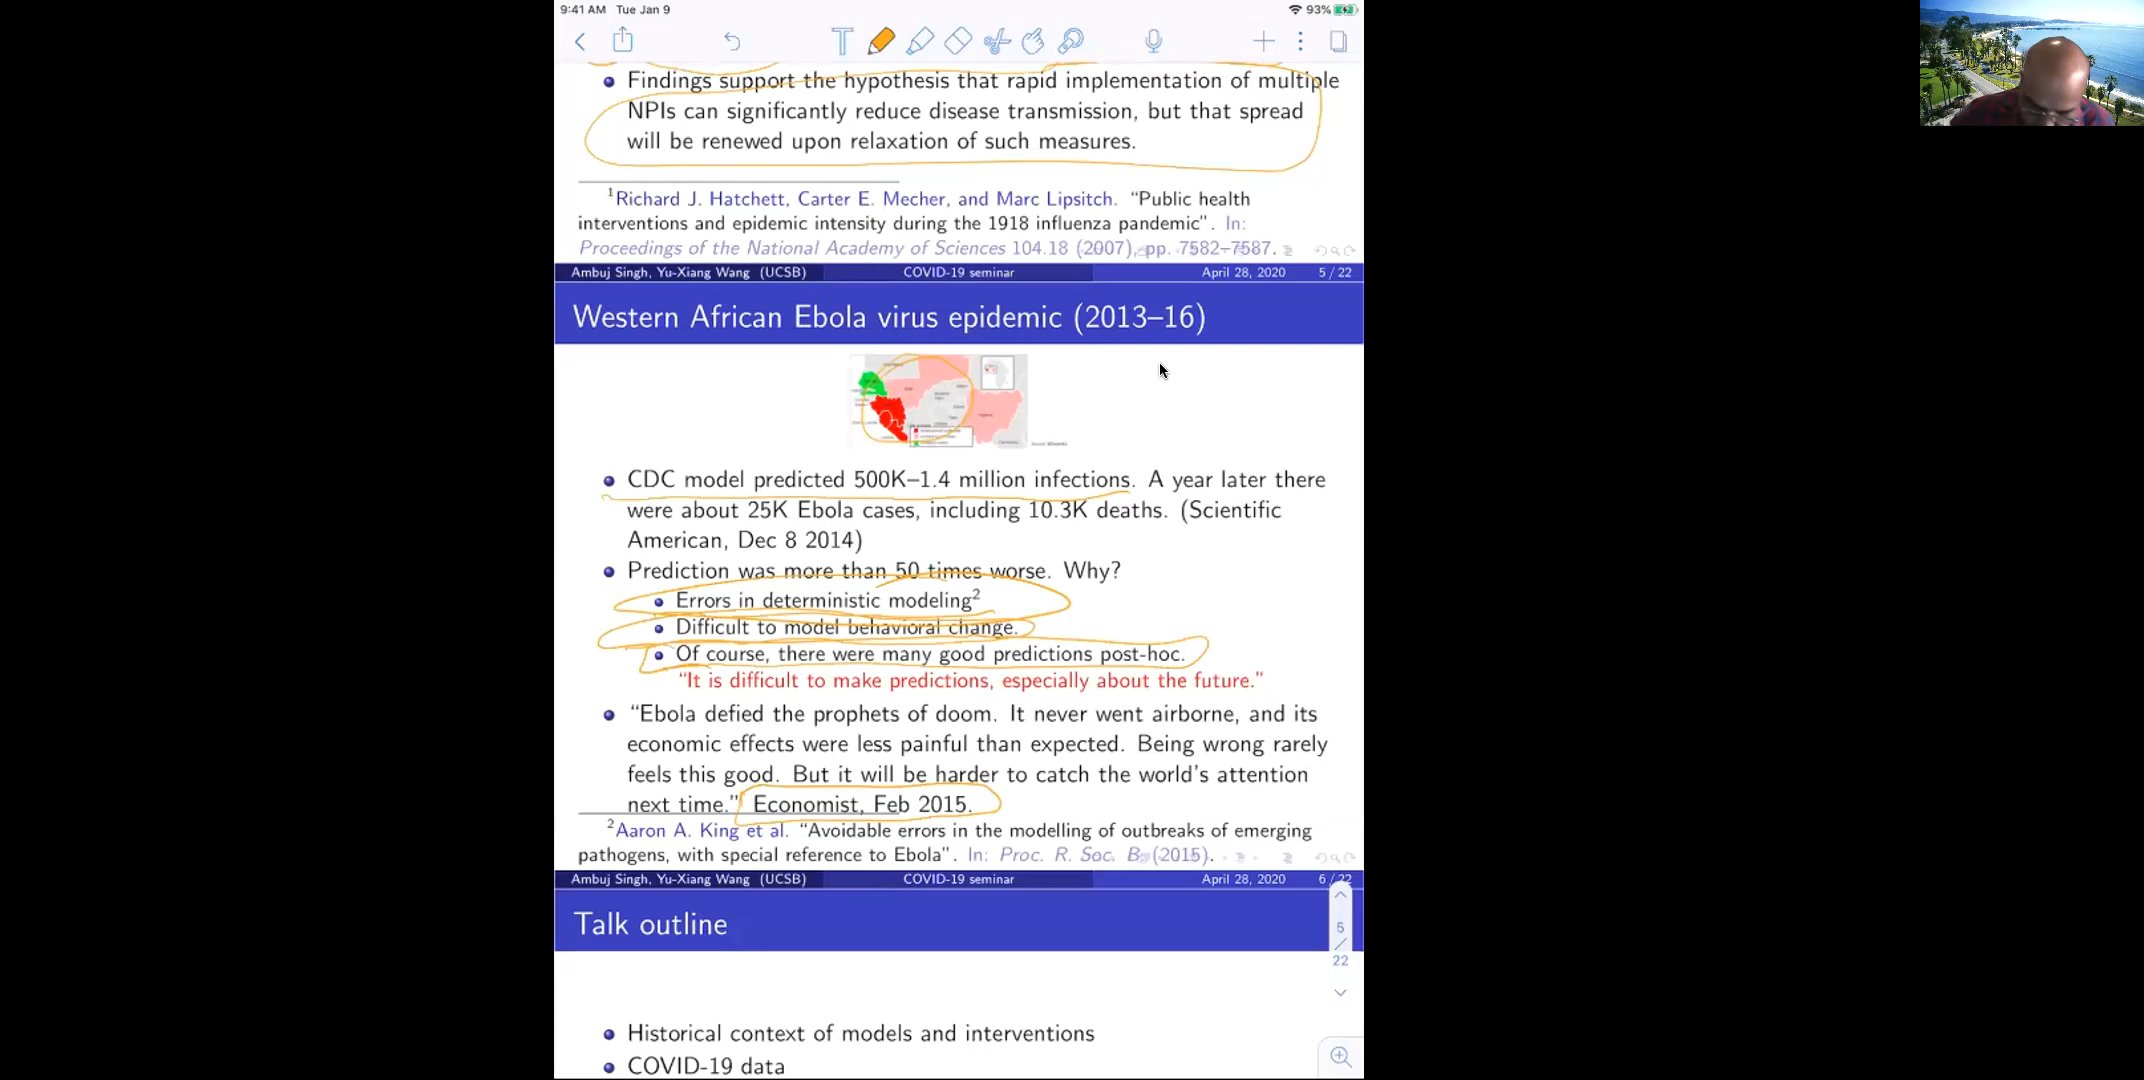 9:41 AM Tue Jan 9
93%
Findings support the hypothesis that rapid implementation of multiple
NPIs can significantly reduce disease transmission, but that spread
will be renewed upon relaxation of such measures.
1Richard J. Hatchett, Carter E. Mecher, and Marc Lipsitch. “Public health
interventions and epidemic intensity during the 1918 influenza pandemic”. In:
Proceedings of the National Academy of Sciences 104.18 (2007), pp. 7582–7587.
Ambuj Singh, Yu-Xiang Wang (UCSB) COVID-19 seminar April 28, 2020 5 / 22
Western African Ebola virus epidemic (2013–16)
CDC model predicted 500K–1.4 million infections. A year later there
were about 25K Ebola cases, including 10.3K deaths. (Scientific
American, Dec 8 2014)
Prediction was more than 50 times worse. Why?
Errors in deterministic modeling2
Difficult to model behavioral change.
Of course, there were many good predictions post-hoc.
“It is difficult to make predictions, especially about the future.”
“Ebola defied the prophets of doom. It never went airborne, and its
economic effects were less painful than expected. Being wrong rarely
feels this good. But it will be harder to catch the world’s attention
next time.” Economist, Feb 2015.
2Aaron A. King et al. “Avoidable errors in the modelling of outbreaks of emerging
pathogens, with special reference to Ebola”. In: Proc. R. Soc. B (2015).
Ambuj Singh, Yu-Xiang Wang (UCSB) COVID-19 seminar April 28, 2020 6 / 22
Talk outline
5
/
22
Historical context of models and interventions
COVID-19 data